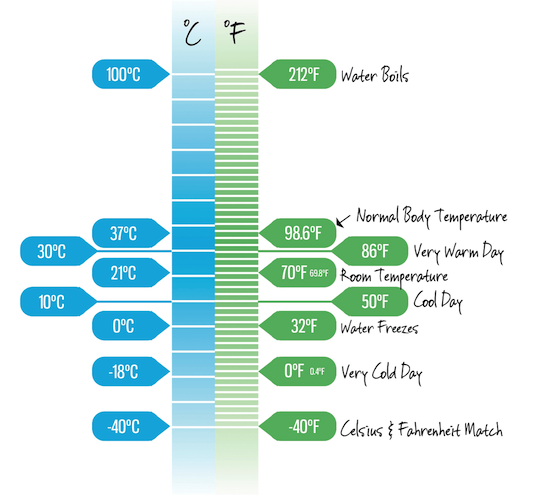 °C °F
100°C 212°F Water Boils
37°C 98.6°F Normal Body Temperature
30°C 86°F Very Warm Day
21°C 70°F 69.8°F Room Temperature
10°C 50°F Cool Day
0°C 32°F Water Freezes
-18°C 0°F 0.4°F Very Cold Day
-40°C -40°F Celsius & Fahrenheit Match